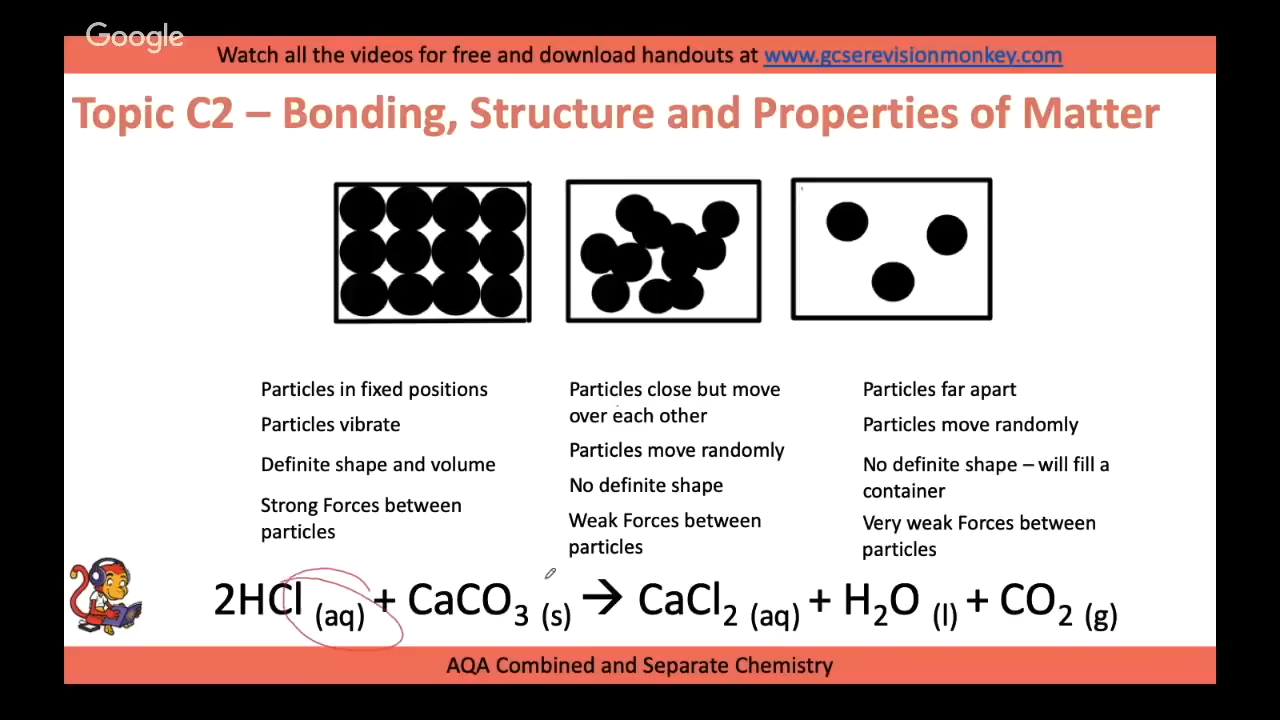 Google
Watch all the videos for free and download handouts at www.gcserevisionmonkey.com
Topic C2 – Bonding, Structure and Properties of Matter
Particles in fixed positions
Particles vibrate
Definite shape and volume
Strong Forces between
particles
Particles close but move
over each other
Particles move randomly
No definite shape
Weak Forces between
particles
Particles far apart
Particles move randomly
No definite shape – will fill a
container
Very weak Forces between
particles
2HCl (aq) + CaCO₃ (s) → CaCl₂ (aq) + H₂O (l) + CO₂ (g)
AQA Combined and Separate Chemistry